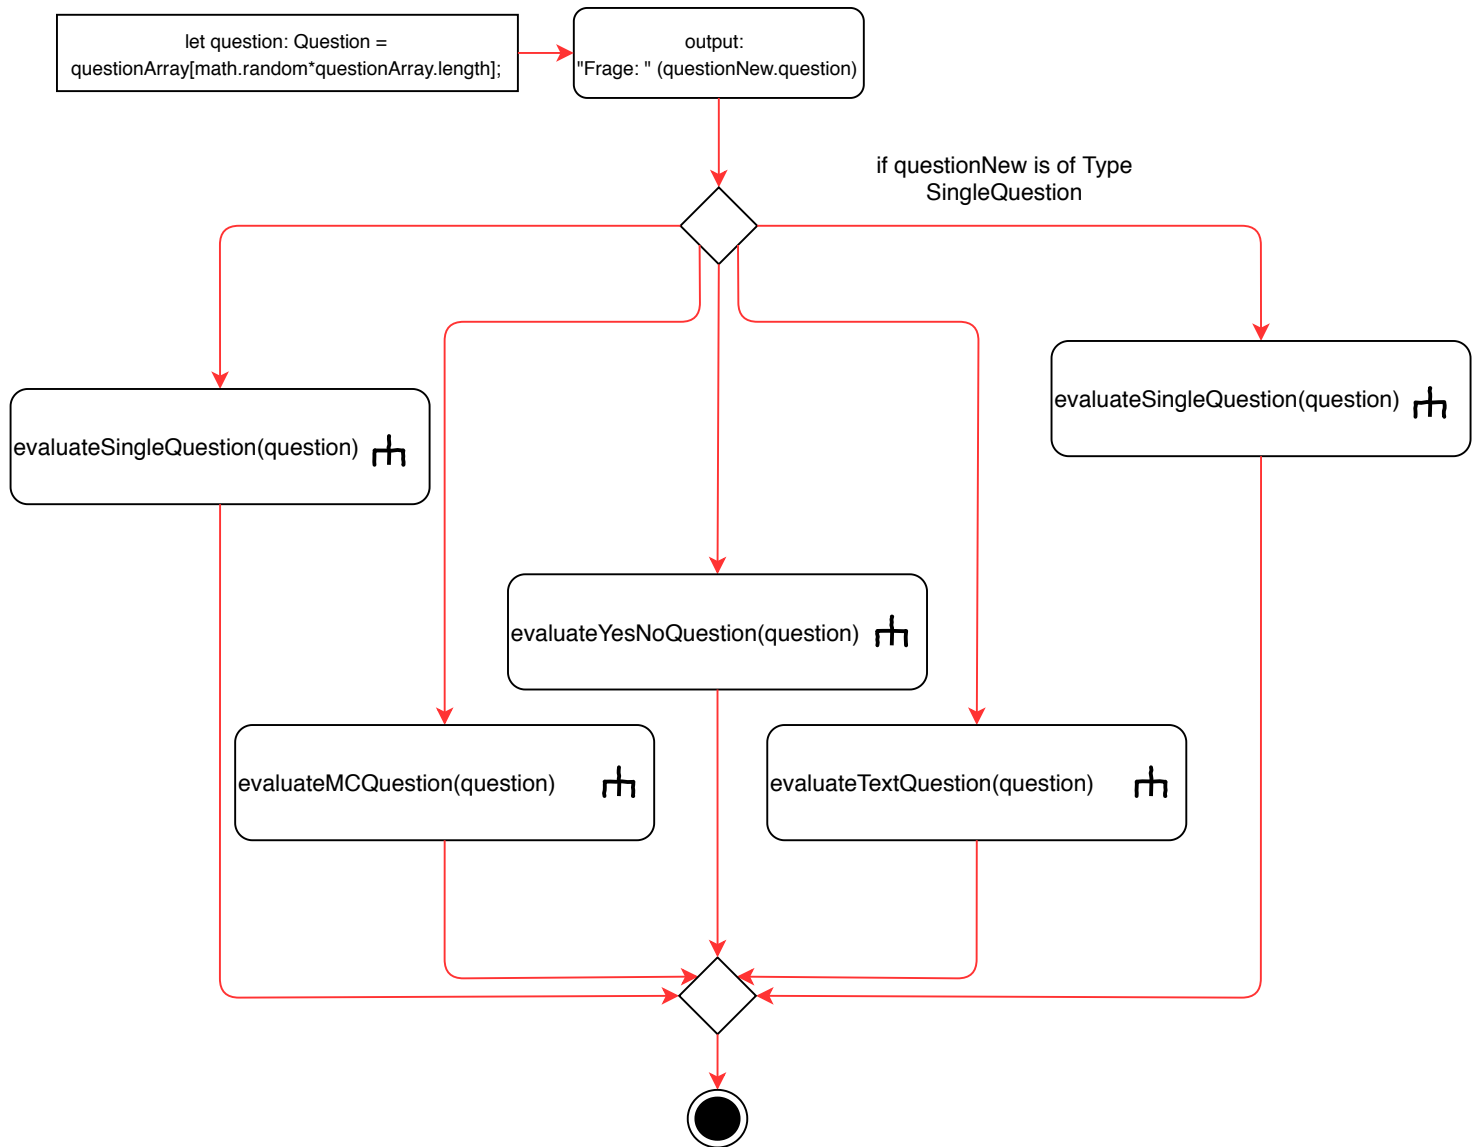 let question: Question =
questionArray[math.random*questionArray.length];
output:
"Frage: " (questionNew.question)
if questionNew is of Type
SingleQuestion
evaluateSingleQuestion(question)
evaluateSingleQuestion(question)
evaluateYesNoQuestion(question)
evaluateMCQuestion(question)
evaluateTextQuestion(question)